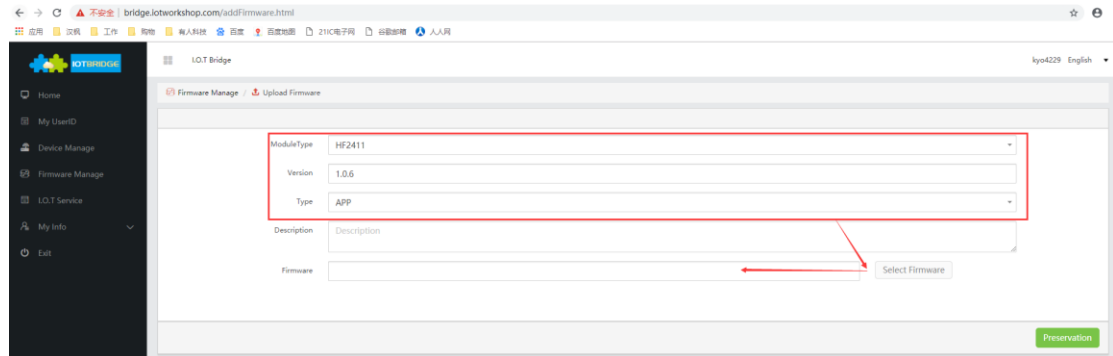 不安全 | bridge.iotworkshop.com/addFirmware.html
应用 汉枫 工作 购物 有人科技 百度 百度地图 21IC电子网 谷歌邮箱 人人网
IOTBRIDGE
I.O.T Bridge
kyo4229 English
Home
My UserID
Device Manage
Firmware Manage
I.O.T Service
My Info
Exit
Firmware Manage / Upload Firmware
ModuleType HF2411
Version 1.0.6
Type APP
Description Description
Firmware Select Firmware
Preservation